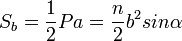 S_b = \frac{1}{2}Pa = \frac{n}{2}b^2 sin\alpha